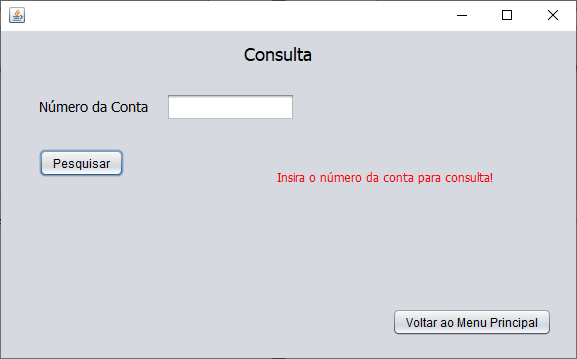 Consulta
Número da Conta
Pesquisar
Insira o número da conta para consulta!
Voltar ao Menu Principal